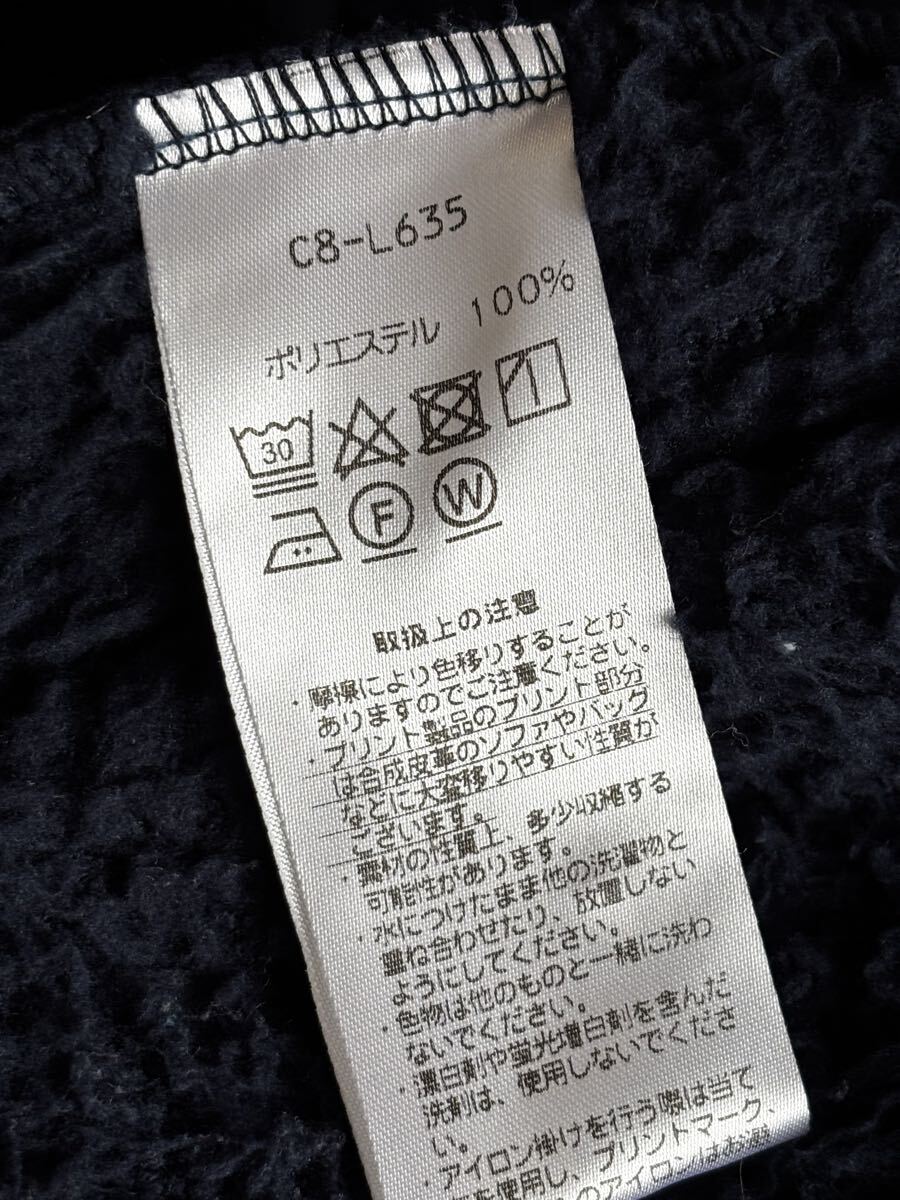 C8-L635
ポリエステル 100%
30
F W
取扱上の注意
・摩擦により色移りすることが
ありますのでご注意ください。
・プリント製品のプリント部分
は合成皮革のソファやバッグ
などに大変移りやすい性質が
ございます。
・素材の性質上、多少収縮する
可能性があります。
・水につけたまま他の洗濯物と
重ね合わせたり、放置しない
ようにしてください。
・色物は他のものと一緒に洗わ
ないでください。
・漂白剤や蛍光増白剤を含んだ
洗剤は、使用しないでくださ
い。
・アイロン掛けを行う際は当て
を使用し、プリントマーク、
のアイロンはお避